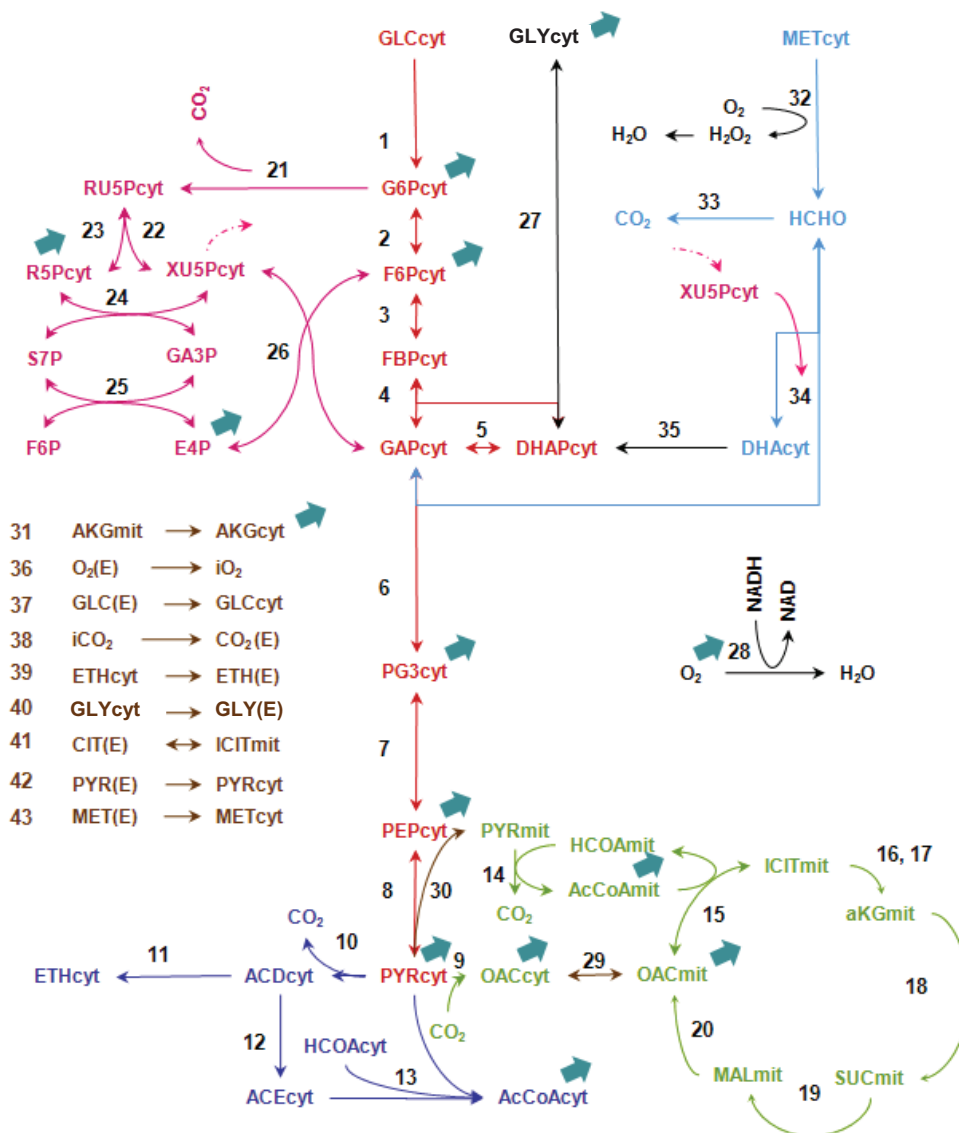 GLCcyt GLYcyt METcyt
CO2 O2 32
1 H2O H2O2
21
RU5Pcyt G6Pcyt 27 CO2 33 HCHO
23 22 2
R5Pcyt XU5Pcyt F6Pcyt XU5Pcyt
24 3
S7P GA3P 26 FBPcyt
25 4 34
F6P E4P GAPcyt 5 DHAPcyt 35 DHAcyt
31 AKGmit AKGcyt
36 O2(E) iO2
37 GLC(E) GLCcyt
38 iCO2 CO2(E)
39 ETHcyt ETH(E)
40 GLYcyt GLY(E)
41 CIT(E) ICITmit
42 PYR(E) PYRcyt
43 MET(E) METcyt
6
NADH NAD
PG3cyt O2 28 H2O
7
PEPcyt PYRmit HCOAmit ICITmit 16, 17
8 30 14 AcCoAmit
CO2 15 aKGmit
CO2
11 10 9 29 18
ETHcyt ACDcyt PYRcyt OACcyt OACmit
CO2
12 HCOAcyt 20
13 MALmit SUCmit
ACEcyt AcCoAcyt 19